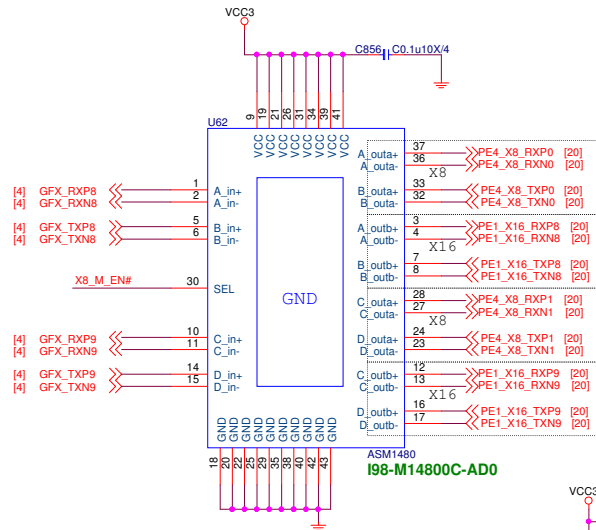 VCC3
C856 C0.1u10X/4
U62
9 19 21 26 31 34 39 41
VCC VCC VCC VCC VCC VCC VCC VCC
A_outa+ 37 PE4_X8_RXP0 [20]
A_outa- 36 PE4_X8_RXN0 [20]
X8
[4] GFX_RXP8 1 A_in+ B_outa+ 33 PE4_X8_TXP0 [20]
[4] GFX_RXN8 2 A_in- B_outa- 32 PE4_X8_TXN0 [20]
[4] GFX_TXP8 5 B_in+ A_outb+ 3 PE1_X16_RXP8 [20]
[4] GFX_TXN8 6 B_in- A_outb- 4 PE1_X16_RXN8 [20]
X16
B_outb+ 7 PE1_X16_TXP8 [20]
B_outb- 8 PE1_X16_TXN8 [20]
X8_M_EN# 30 SEL
GND
C_outa+ 28 PE4_X8_RXP1 [20]
C_outa- 27 PE4_X8_RXN1 [20]
X8
[4] GFX_RXP9 10 C_in+ D_outa+ 24 PE4_X8_TXP1 [20]
[4] GFX_RXN9 11 C_in- D_outa- 23 PE4_X8_TXN1 [20]
[4] GFX_TXP9 14 D_in+ C_outb+ 12 PE1_X16_RXP9 [20]
[4] GFX_TXN9 15 D_in- C_outb- 13 PE1_X16_RXN9 [20]
X16
D_outb+ 16 PE1_X16_TXP9 [20]
D_outb- 17 PE1_X16_TXN9 [20]
GND GND GND GND GND GND GND GND GND GND
18 20 22 25 29 35 38 40 42 43
ASM1480
I98-M14800C-AD0
VCC3